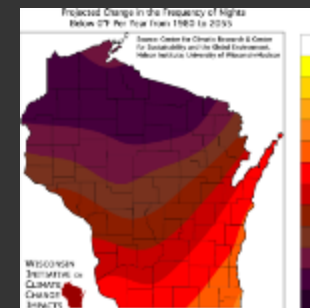 Projected Change in the Frequency of Nights
Below 0°F Per Year from 1980 to 2055
Source: Center for Climatic Research & Center
for Sustainability and the Global Environment,
Nelson Institute, University of Wisconsin-Madison
WISCONSIN
INITIATIVE ON
CLIMATE
CHANGE
IMPACTS